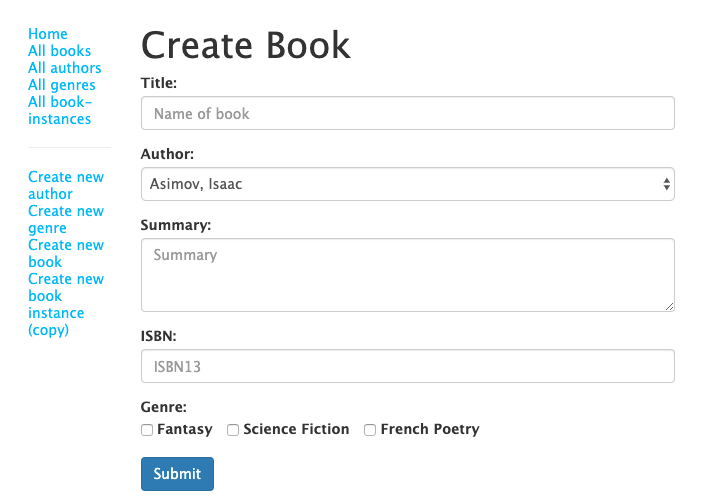 Home
All books
All authors
All genres
All book-
instances
Create new
author
Create new
genre
Create new
book
Create new
book
instance
(copy)
Create Book
Title:
Name of book
Author:
Asimov, Isaac
Summary:
Summary
ISBN:
ISBN13
Genre:
Fantasy Science Fiction French Poetry
Submit